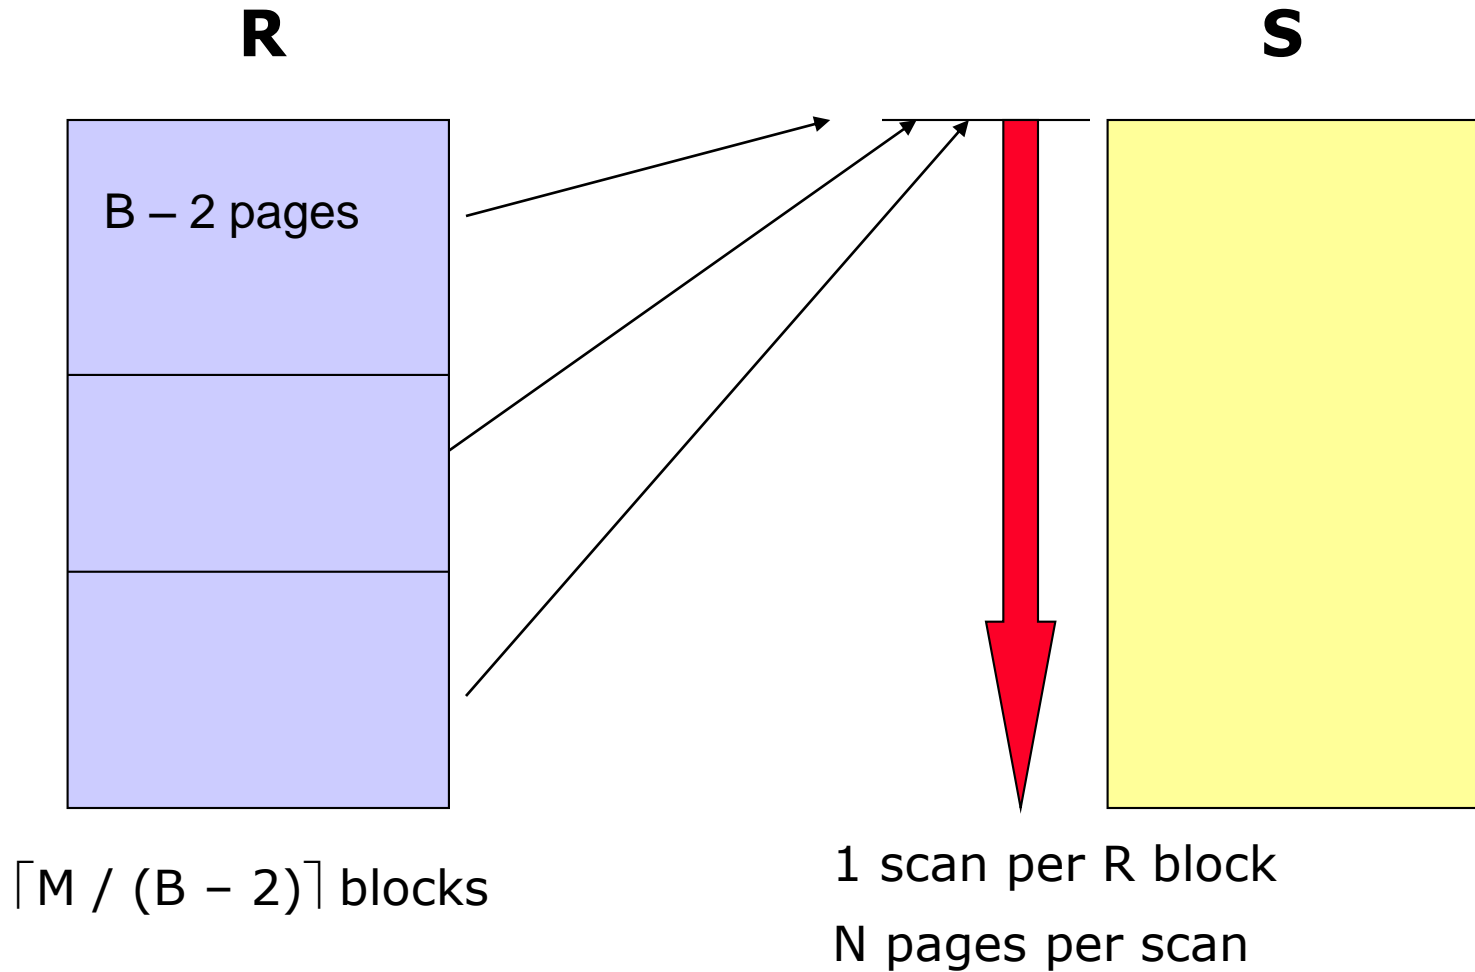 R
S
B – 2 pages
⌈M / (B – 2)⌉ blocks
1 scan per R block
N pages per scan